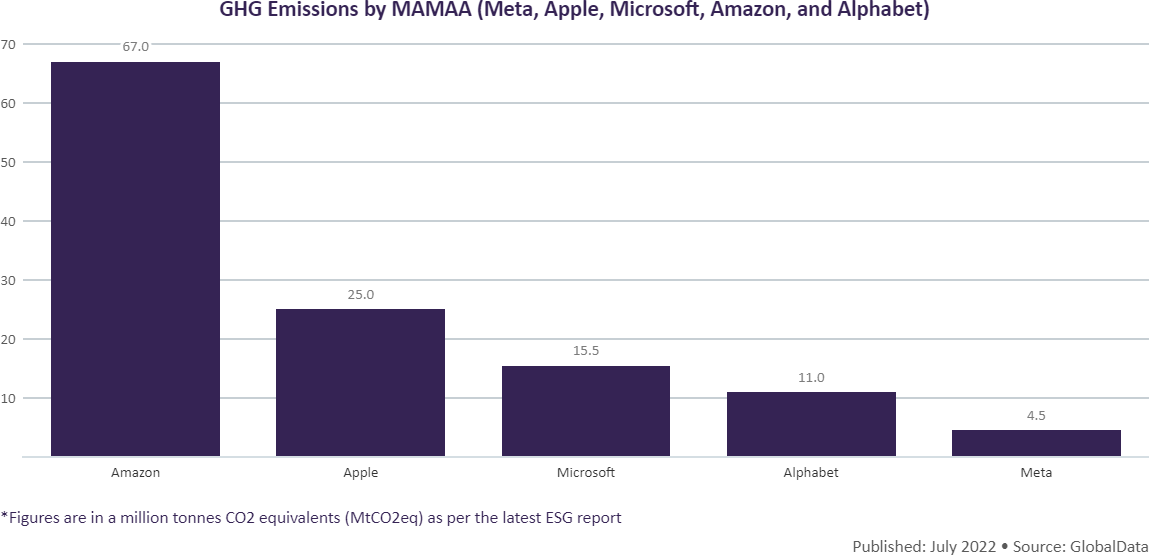 GHG Emissions by MAMAA (Meta, Apple, Microsoft, Amazon, and Alphabet)
70
67.0
60
50
40
30
25.0
20
15.5
11.0
10
4.5
Amazon
Apple
Microsoft
Alphabet
Meta
*Figures are in a million tonnes CO2 equivalents (MtCO2eq) as per the latest ESG report
Published: July 2022 • Source: GlobalData